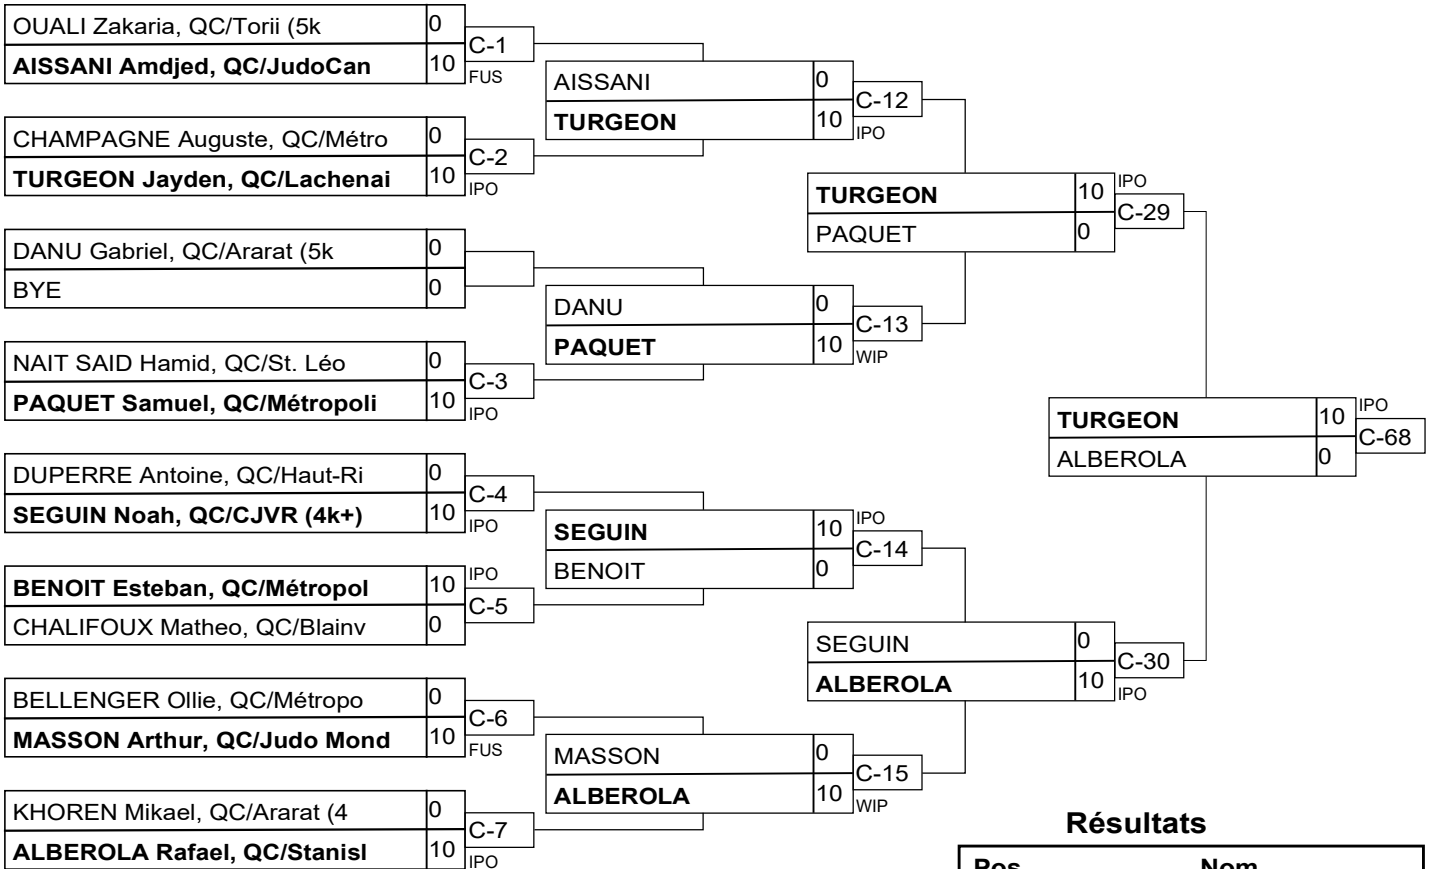 OUALI Zakaria, QC/Torii (5k 0
C-1
AISSANI Amdjed, QC/JudoCan 10
FUS
CHAMPAGNE Auguste, QC/Métro 0
C-2
TURGEON Jayden, QC/Lachenai 10
IPO
DANU Gabriel, QC/Ararat (5k 0
BYE 0
NAIT SAID Hamid, QC/St. Léo 0
C-3
PAQUET Samuel, QC/Métropoli 10
IPO
DUPERRE Antoine, QC/Haut-Ri 0
C-4
SEGUIN Noah, QC/CJVR (4k+) 10
IPO
BENOIT Esteban, QC/Métropol 10
IPO
C-5
CHALIFOUX Matheo, QC/Blainv 0
BELLENGER Ollie, QC/Métropo 0
C-6
MASSON Arthur, QC/Judo Mond 10
FUS
KHOREN Mikael, QC/Ararat (4 0
C-7
ALBEROLA Rafael, QC/Stanisl 10
IPO
AISSANI 0
C-12
TURGEON 10
IPO
DANU 0
C-13
PAQUET 10
WIP
SEGUIN 10
IPO
C-14
BENOIT 0
MASSON 0
C-15
ALBEROLA 10
WIP
TURGEON 10
IPO
C-29
PAQUET 0
SEGUIN 0
C-30
ALBEROLA 10
IPO
TURGEON 10
IPO
C-68
ALBEROLA 0
Résultats
Pos Nom